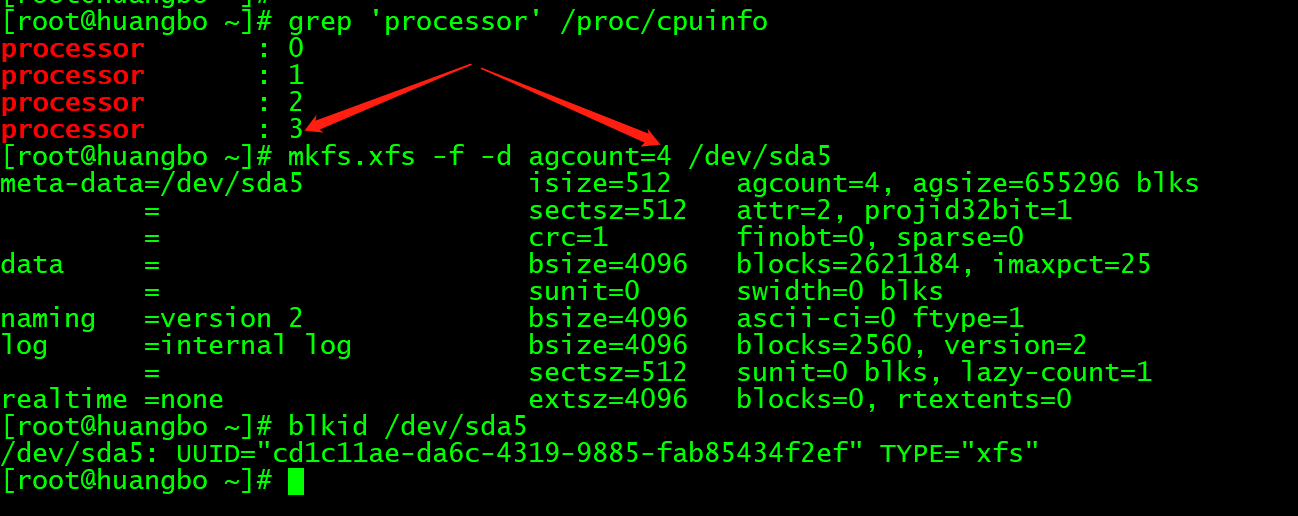 [root@huangbo ~]# grep 'processor' /proc/cpuinfo
processor       : 0
processor       : 1
processor       : 2
processor       : 3
[root@huangbo ~]# mkfs.xfs -f -d agcount=4 /dev/sda5
meta-data=/dev/sda5              isize=512    agcount=4, agsize=655296 blks
         =                       sectsz=512   attr=2, projid32bit=1
         =                       crc=1        finobt=0, sparse=0
data     =                       bsize=4096   blocks=2621184, imaxpct=25
         =                       sunit=0      swidth=0 blks
naming   =version 2              bsize=4096   ascii-ci=0 ftype=1
log      =internal log           bsize=4096   blocks=2560, version=2
         =                       sectsz=512   sunit=0 blks, lazy-count=1
realtime =none                   extsz=4096   blocks=0, rtextents=0
[root@huangbo ~]# blkid /dev/sda5
/dev/sda5: UUID="cd1c11ae-da6c-4319-9885-fab85434f2ef" TYPE="xfs"
[root@huangbo ~]#